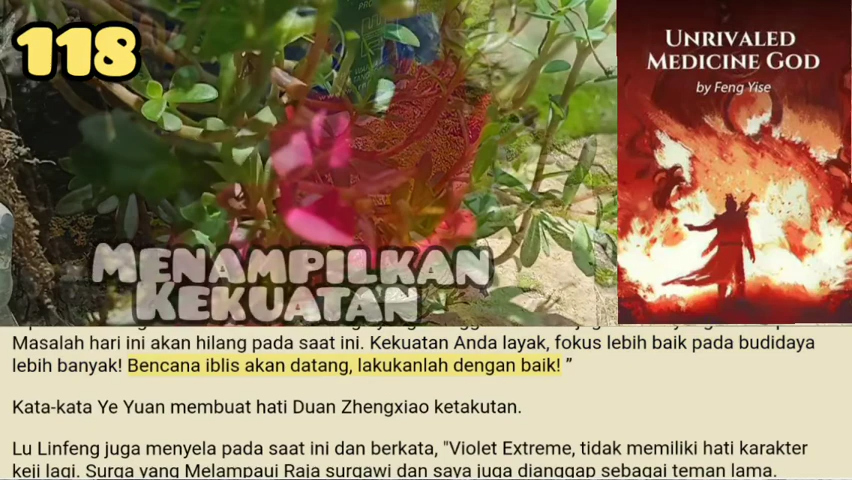 118
UNRIVALED
MEDICINE GOD
by Feng Yise
MENAMPILKAN
KEKUATAN
Masalah hari ini akan hilang pada saat ini. Kekuatan Anda layak, fokus lebih baik pada budidaya
lebih banyak! Bencana iblis akan datang, lakukanlah dengan baik! ”
Kata-kata Ye Yuan membuat hati Duan Zhengxiao ketakutan.
Lu Linfeng juga menyela pada saat ini dan berkata, "Violet Extreme, tidak memiliki hati karakter
keji lagi. Surga yang Melampaui Raja surgawi dan saya juga dianggap sebagai teman lama.